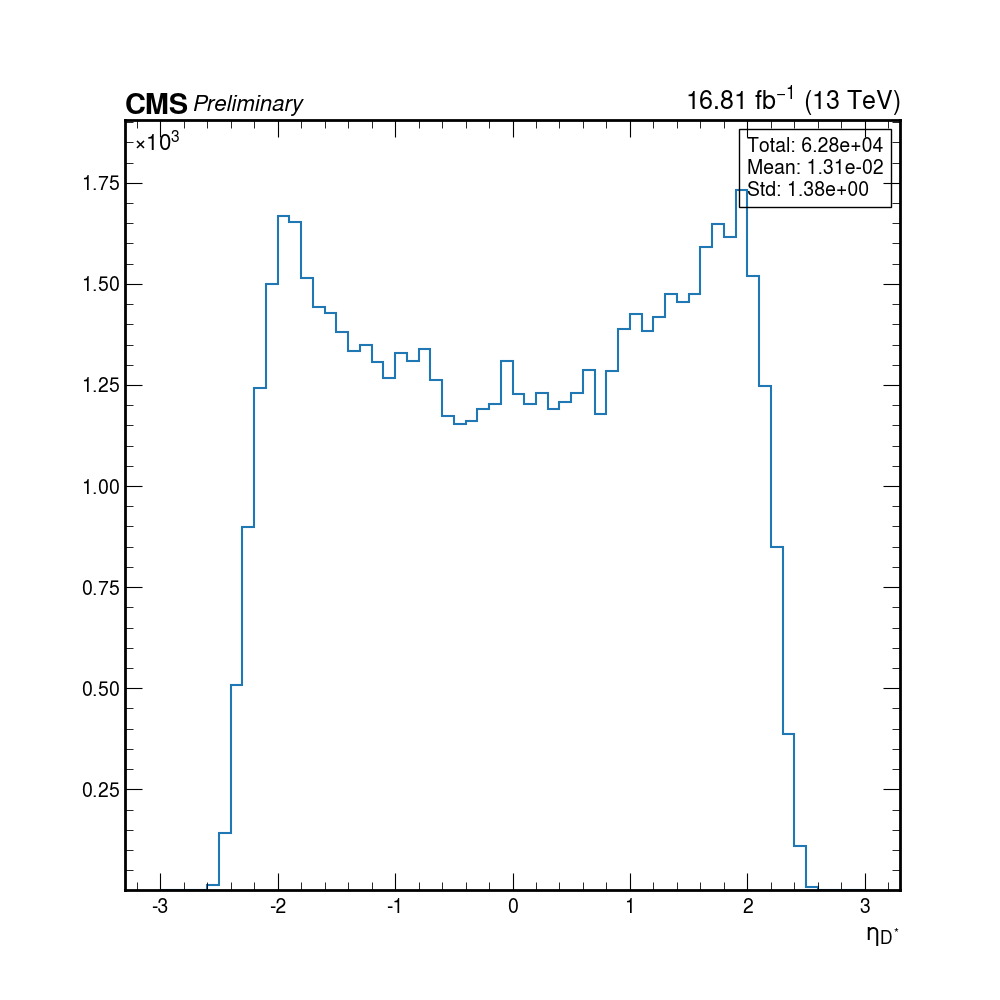 CMS Preliminary
16.81 fb⁻¹ (13 TeV)
×10³
Total: 6.28e+04
Mean: 1.31e-02
Std: 1.38e+00
1.75
1.50
1.25
1.00
0.75
0.50
0.25
-3 -2 -1 0 1 2 3
η_D*